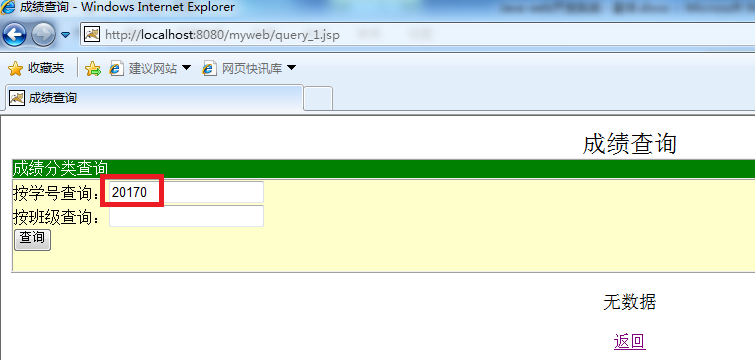 成绩查询 - Windows Internet Explorer
http://localhost:8080/myweb/query_1.jsp
收藏夹 建议网站 网页快讯库
成绩查询
成绩查询
成绩分类查询
按学号查询: 20170
按班级查询:
查询
无数据
返回